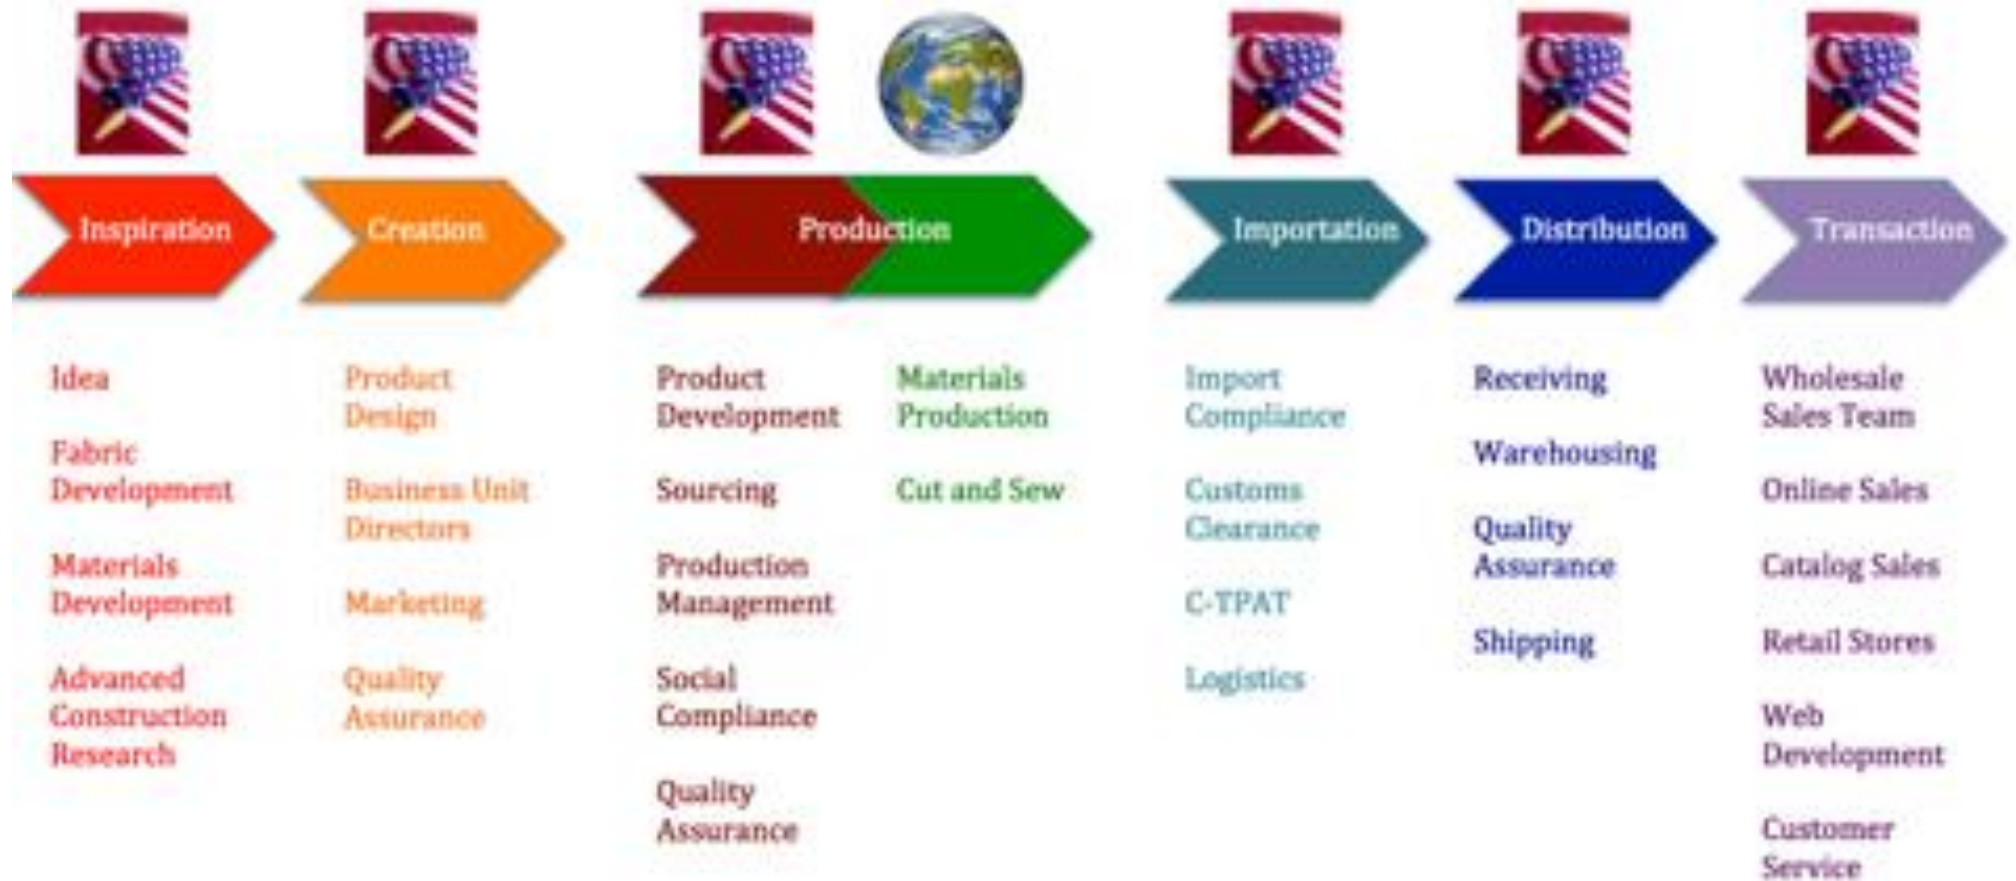 Inspiration
Creation
Production
Importation
Distribution
Transaction
Idea
Fabric
Development
Materials
Development
Advanced
Construction
Research
Product
Design
Business Unit
Directors
Marketing
Quality
Assurance
Product
Development
Sourcing
Production
Management
Social
Compliance
Quality
Assurance
Materials
Production
Cut and Sew
Import
Compliance
Customs
Clearance
C-TPAT
Logistics
Receiving
Warehousing
Quality
Assurance
Shipping
Wholesale
Sales Team
Online Sales
Catalog Sales
Retail Stores
Web
Development
Customer
Service